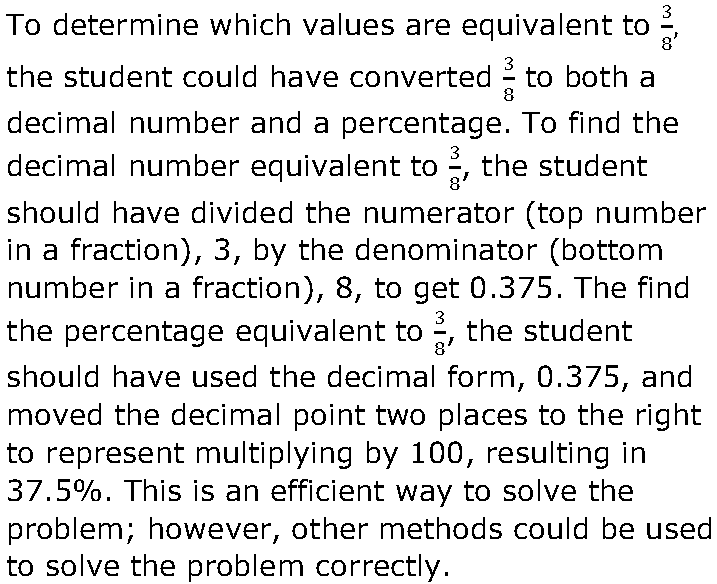 To determine which values are equivalent to 3/8,
the student could have converted 3/8 to both a
decimal number and a percentage. To find the
decimal number equivalent to 3/8, the student
should have divided the numerator (top number
in a fraction), 3, by the denominator (bottom
number in a fraction), 8, to get 0.375. The find
the percentage equivalent to 3/8, the student
should have used the decimal form, 0.375, and
moved the decimal point two places to the right
to represent multiplying by 100, resulting in
37.5%. This is an efficient way to solve the
problem; however, other methods could be used
to solve the problem correctly.